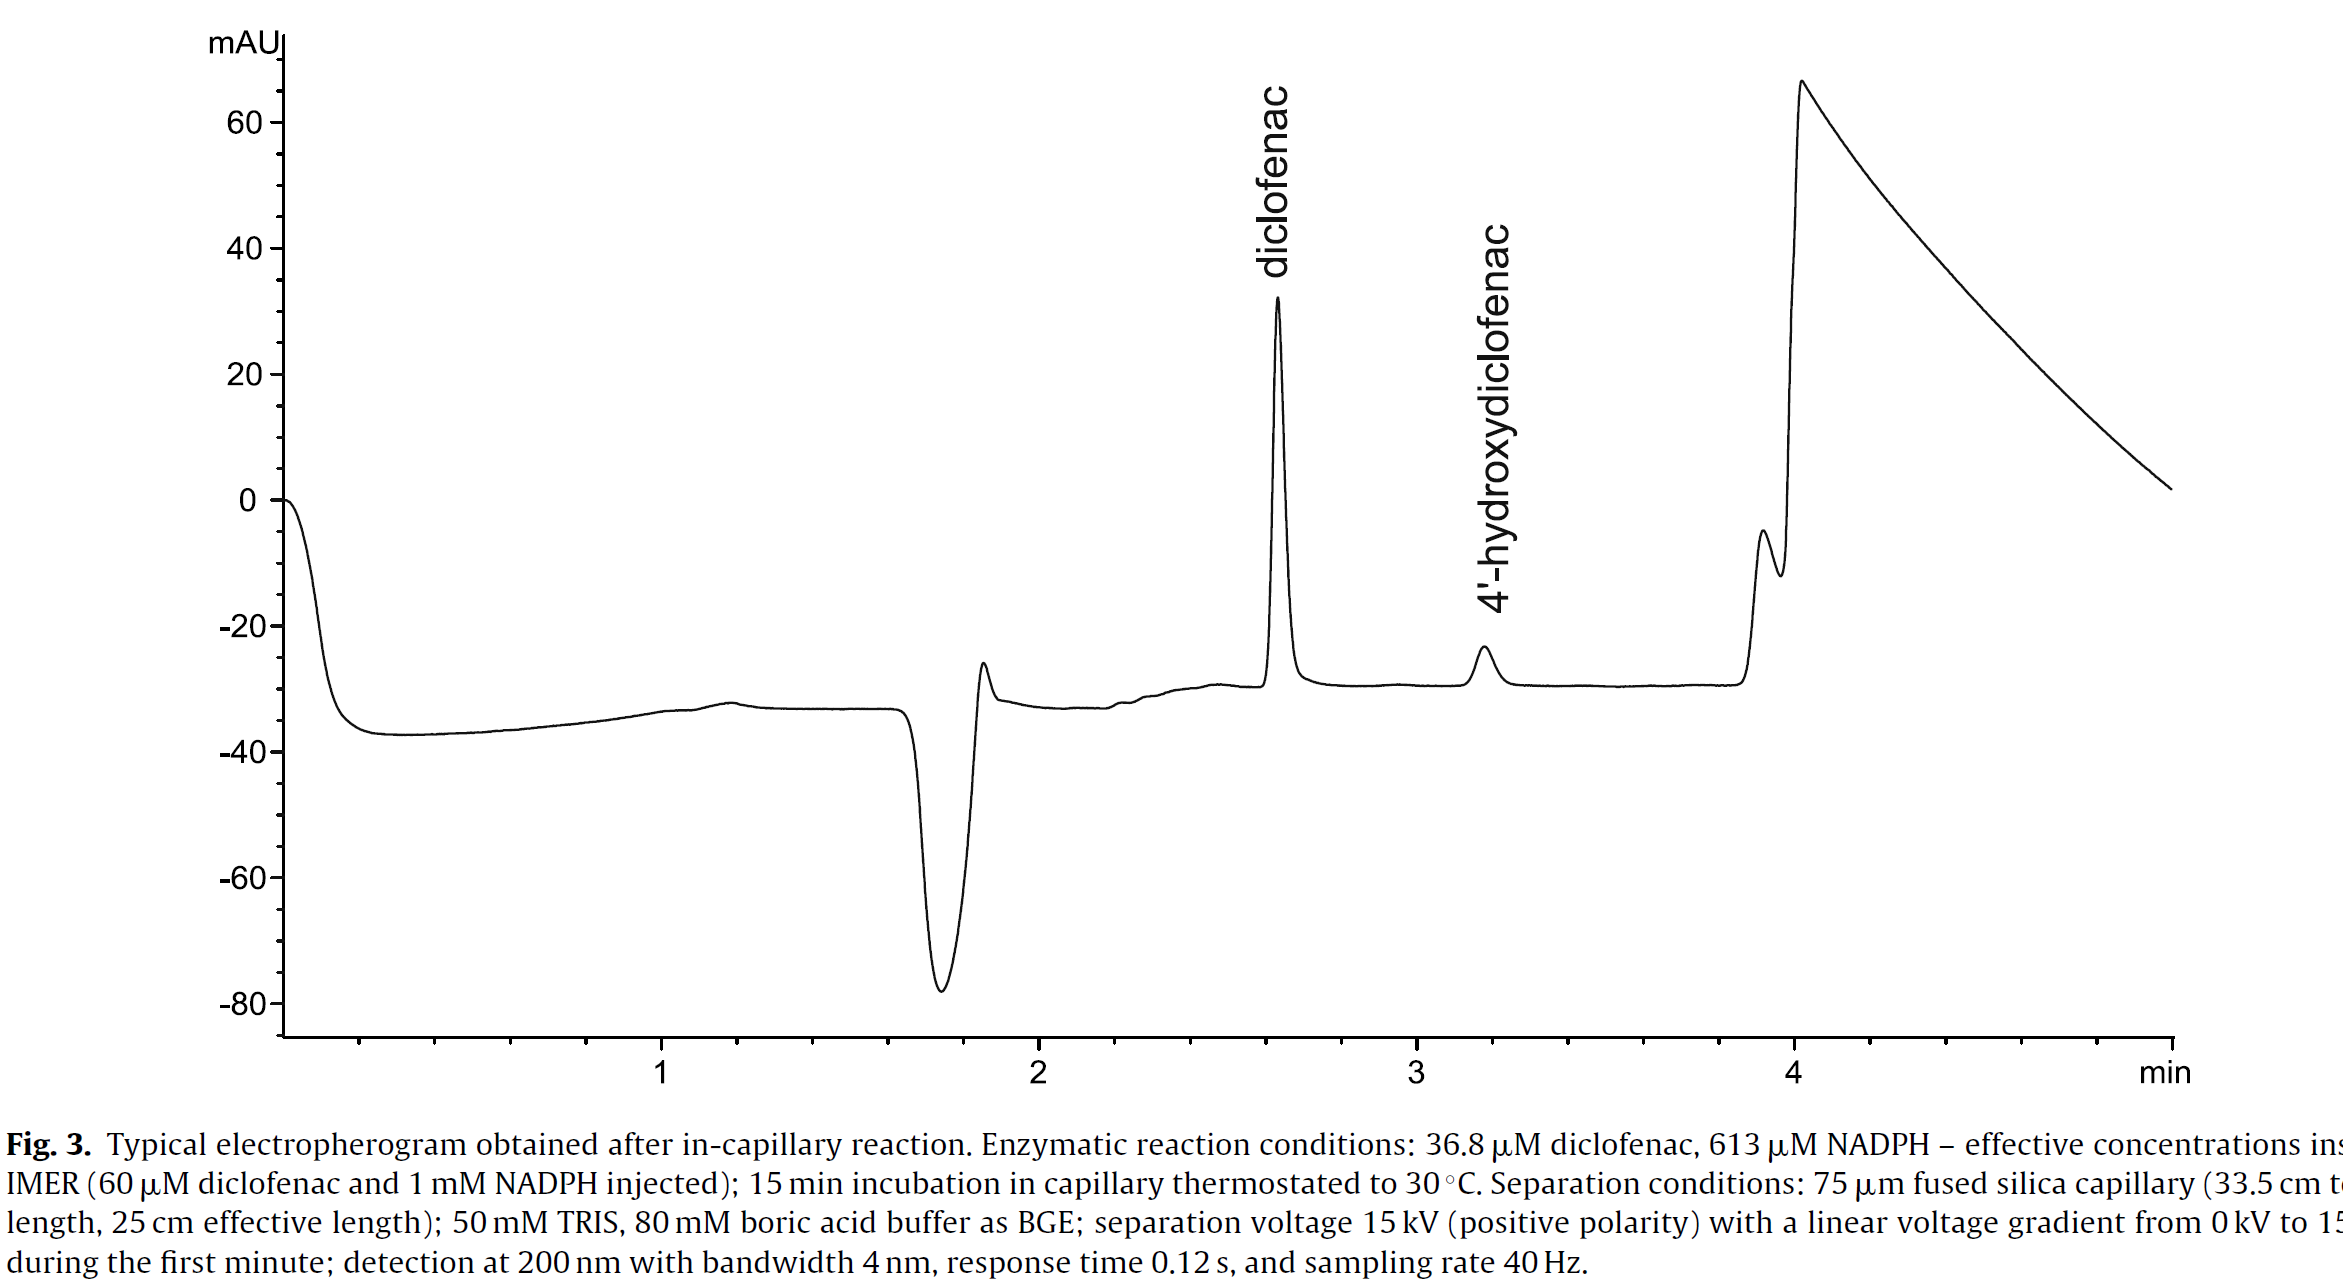 mAU
60
40
20
0
-20
-40
-60
-80
diclofenac
4'-hydroxydiclofenac
1 2 3 4 min
Fig. 3. Typical electropherogram obtained after in-capillary reaction. Enzymatic reaction conditions: 36.8 μM diclofenac, 613 μM NADPH – effective concentrations
IMER (60 μM diclofenac and 1 mM NADPH injected); 15 min incubation in capillary thermostated to 30 °C. Separation conditions: 75 μm fused silica capillary (33.5 cm
length, 25 cm effective length); 50 mM TRIS, 80 mM boric acid buffer as BGE; separation voltage 15 kV (positive polarity) with a linear voltage gradient from 0 kV to 15
during the first minute; detection at 200 nm with bandwidth 4 nm, response time 0.12 s, and sampling rate 40 Hz.